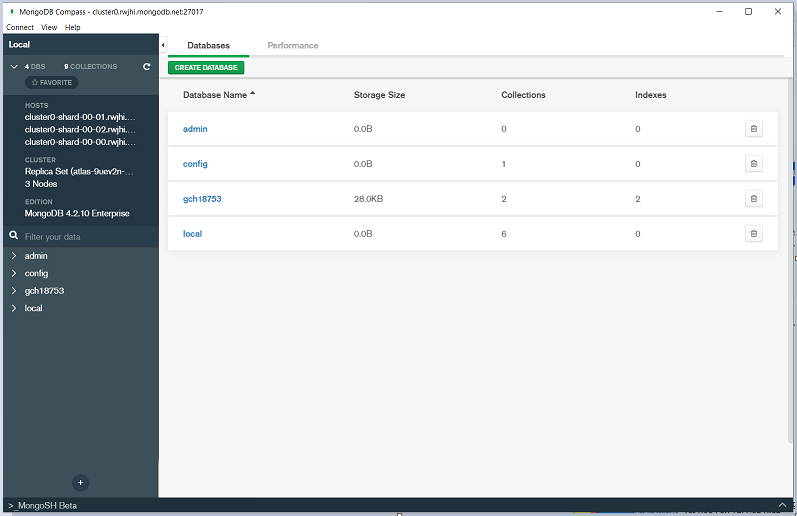 MongoDB Compass - cluster0.rwjhi.mongodb.net:27017
Connect View Help
Local
4 DBS 9 COLLECTIONS
FAVORITE
HOSTS
cluster0-shard-00-01.rwjhi....
cluster0-shard-00-02.rwjhi....
cluster0-shard-00-00.rwjhi....
CLUSTER
Replica Set (atlas-9uev2n-...
3 Nodes
EDITION
MongoDB 4.2.10 Enterprise
Filter your data
admin
config
gch18753
local
Databases Performance
CREATE DATABASE
Database Name Storage Size Collections Indexes
admin 0.0B 0 0
config 0.0B 1 0
gch18753 28.0KB 2 2
local 0.0B 6 0
>_MongoSH Beta